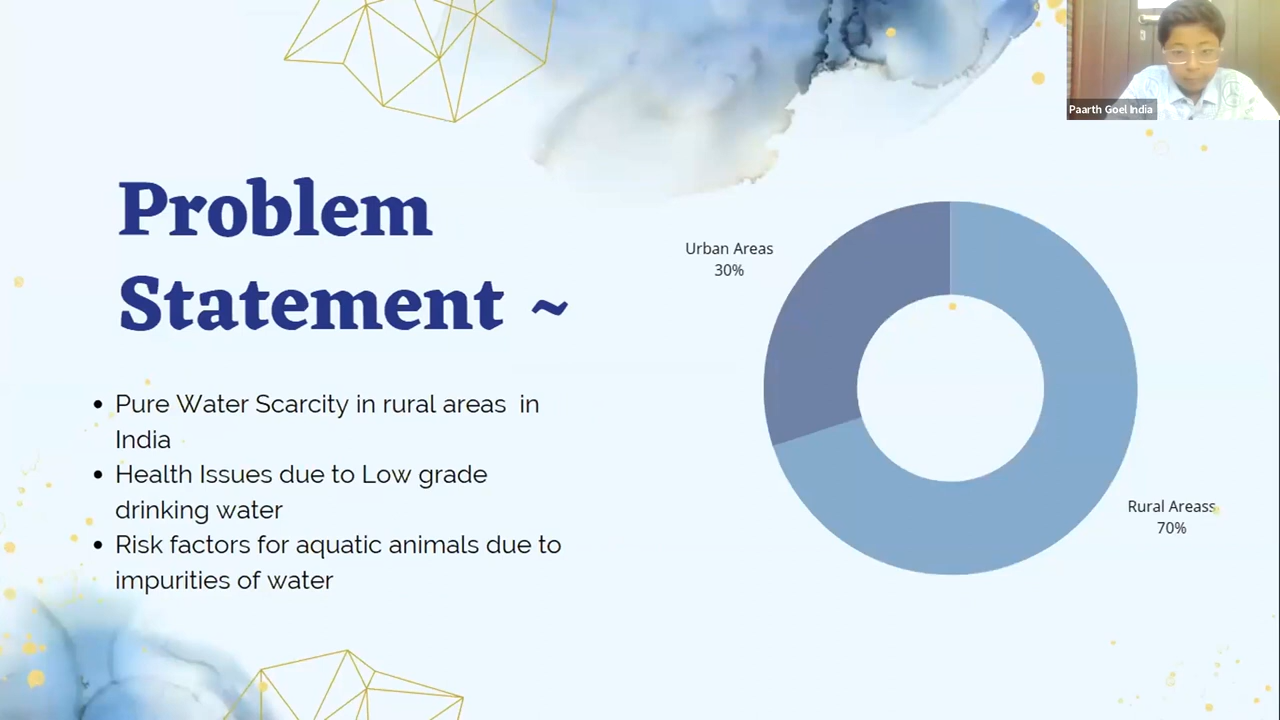 Problem
Statement ~
• Pure Water Scarcity in rural areas  in
India
• Health Issues due to Low grade
drinking water
• Risk factors for aquatic animals due to
impurities of water
Urban Areas
30%
Rural Areass
70%
Paarth Goel India